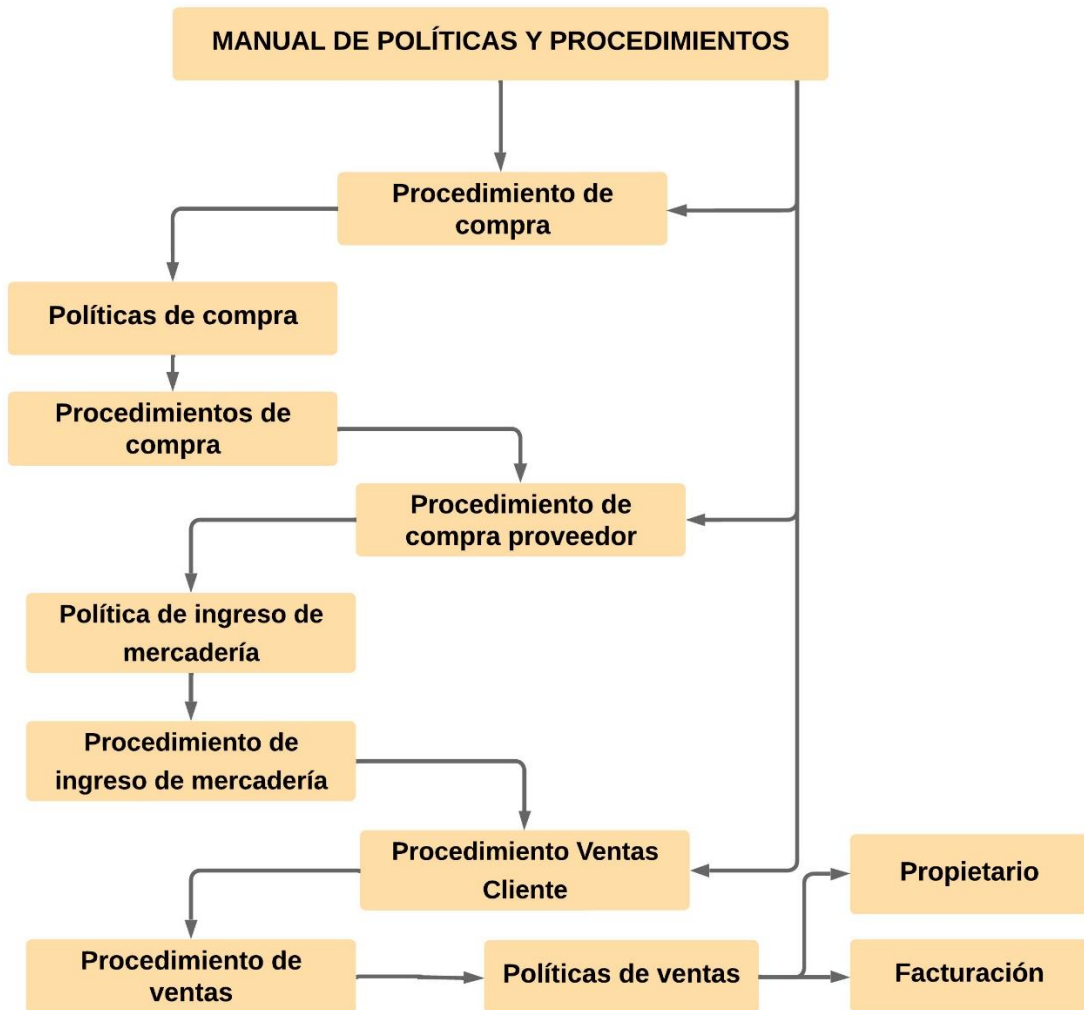 MANUAL DE POLÍTICAS Y PROCEDIMIENTOS
Procedimiento de
compra
Políticas de compra
Procedimientos de
compra
Procedimiento de
compra proveedor
Política de ingreso de
mercadería
Procedimiento de
ingreso de mercadería
Procedimiento Ventas
Cliente
Propietario
Procedimiento de
ventas
Políticas de ventas
Facturación